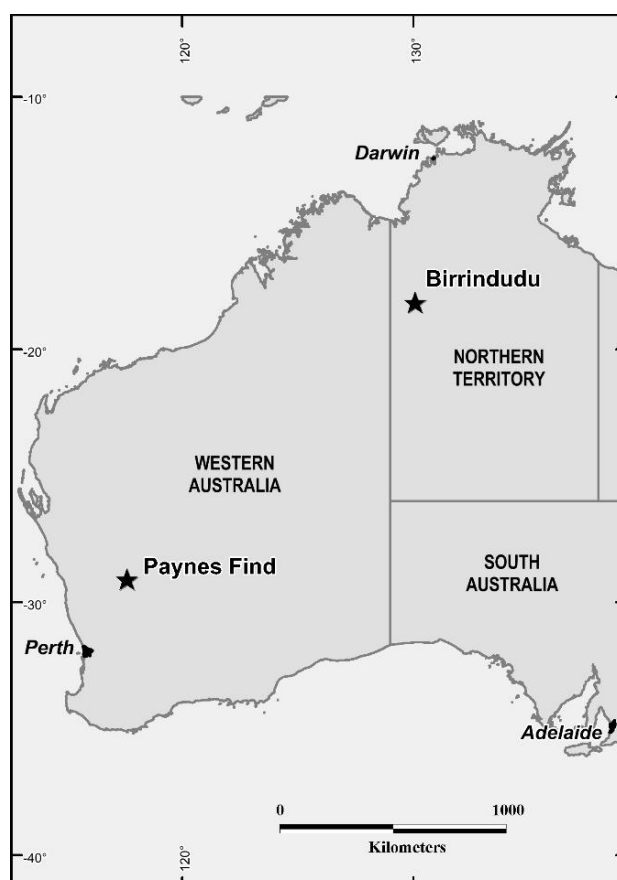 120°
130°
-10°
Darwin
Birrindudu
-20°
NORTHERN
TERRITORY
WESTERN
AUSTRALIA
Paynes Find
SOUTH
AUSTRALIA
-30°
Perth
Adelaide
0
1000
Kilometers
-40°
120°
130°